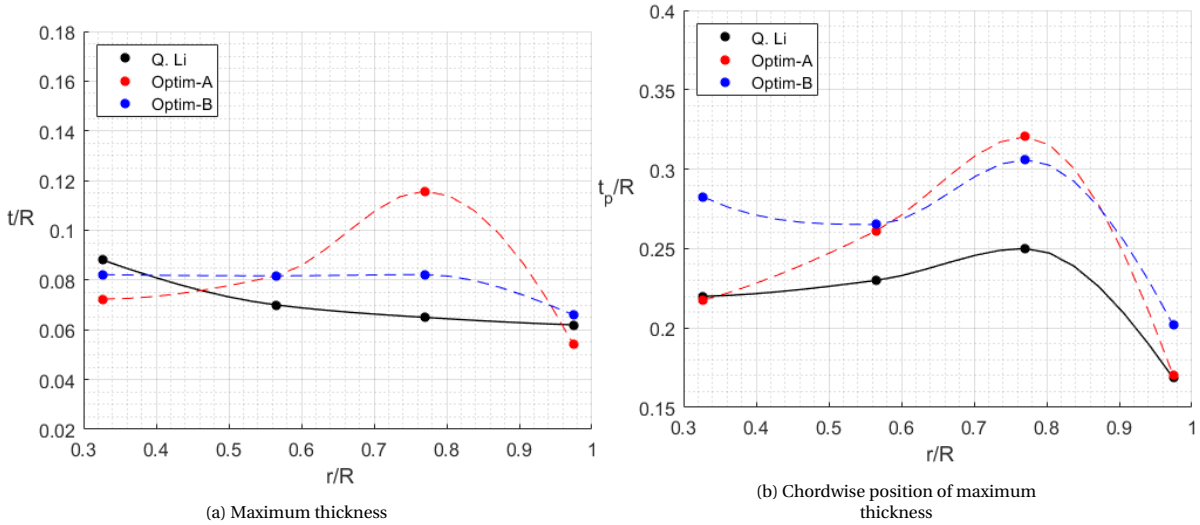 0.18
0.16
0.14
0.12
t/R
0.1
0.08
0.06
0.04
0.02
0.3 0.4 0.5 0.6 0.7 0.8 0.9 1
r/R
Q. Li
Optim-A
Optim-B
(a) Maximum thickness
0.4
0.35
0.3
tp/R
0.25
0.2
0.15
0.3 0.4 0.5 0.6 0.7 0.8 0.9 1
r/R
Q. Li
Optim-A
Optim-B
(b) Chordwise position of maximum
thickness